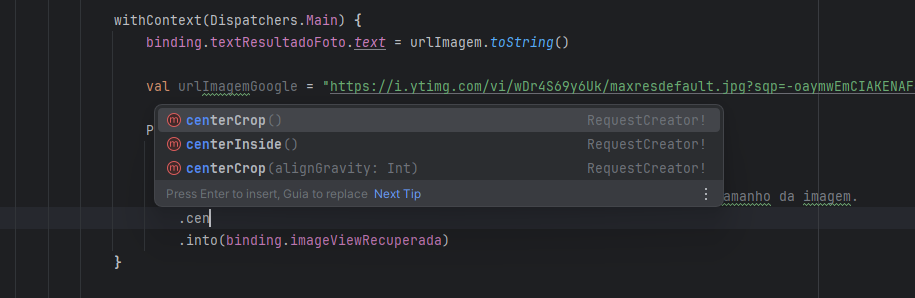 withContext(Dispatchers.Main) {
binding.textResultadoFoto.text = urlImagem.toString()
val urlImagemGoogle = "https://i.ytimg.com/vi/wDr4S69y6Uk/maxresdefault.jpg?sqp=-oaymwEmCIAKENAF
P
centerCrop() RequestCreator!
centerInside() RequestCreator!
centerCrop(alignGravity: Int) RequestCreator!
Press Enter to insert, Guia to replace Next Tip
amanho da imagem.
.cen
.into(binding.imageViewRecuperada)
}